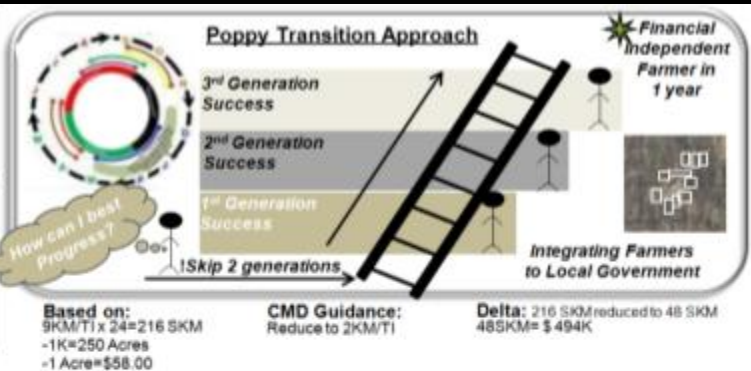 Poppy Transition Approach
Financial
Independent
Farmer in
1 year
3rd Generation
Success
2nd Generation
Success
1st Generation
Success
How can I best
Progress?
!Skip 2 generations
Integrating Farmers
to Local Government
Based on:
9KM/TI x 24=216 SKM
-1K=250 Acres
-1 Acre=$58.00
CMD Guidance:
Reduce to 2KM/TI
Delta: 216 SKM reduced to 48 SKM
48SKM= $ 494K